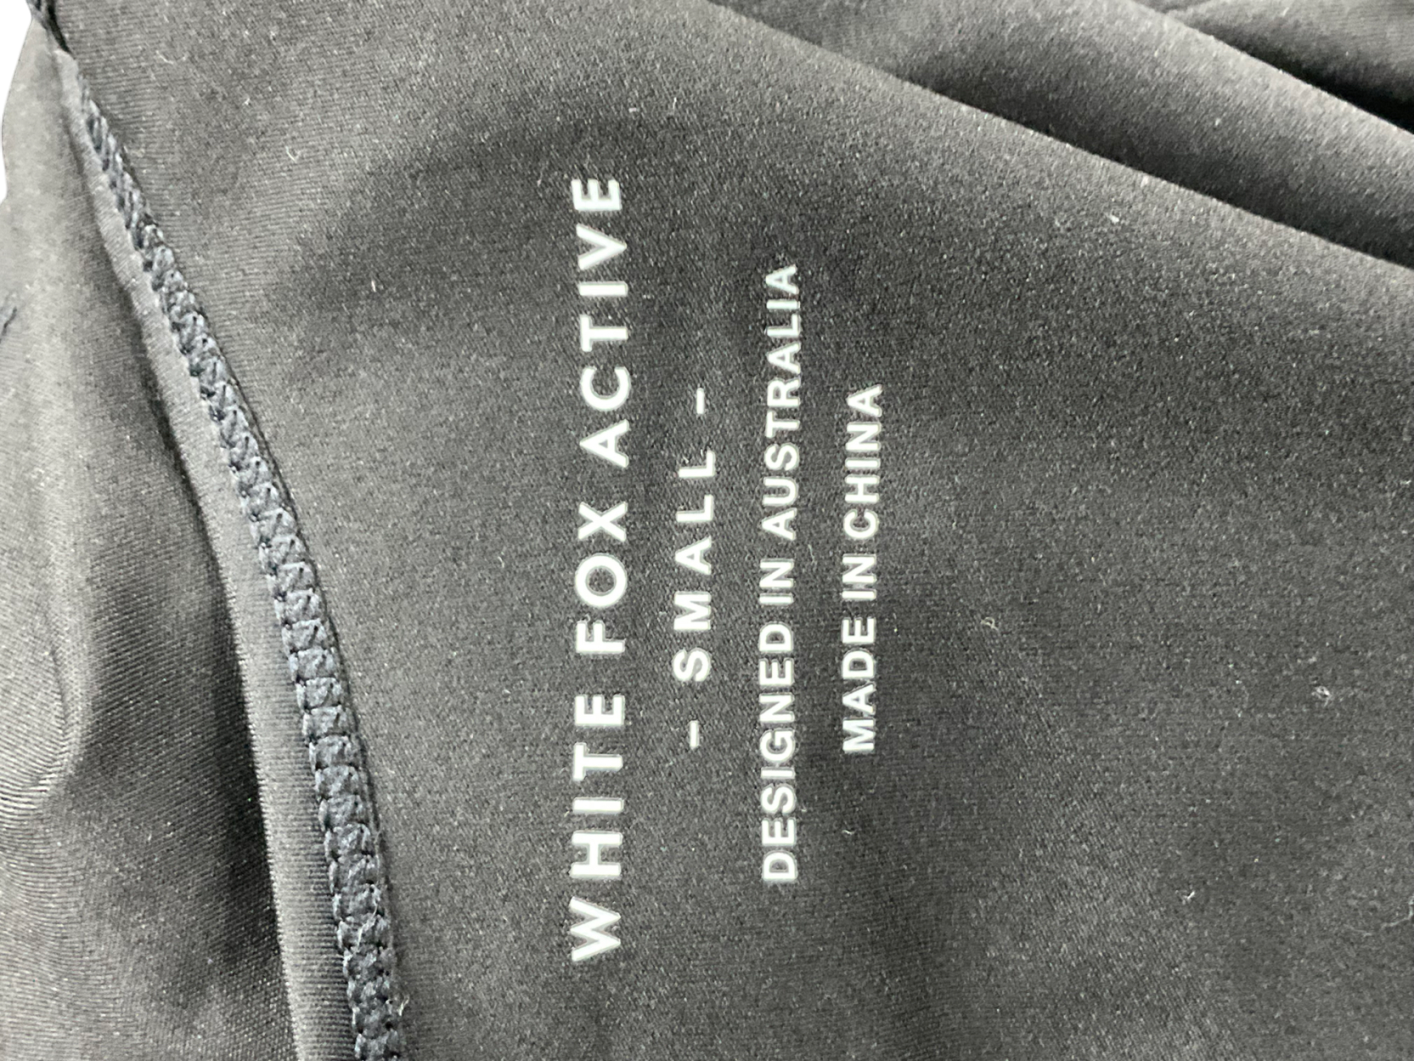 WHITE FOX ACTIVE
- SMALL -
DESIGNED IN AUSTRALIA
MADE IN CHINA